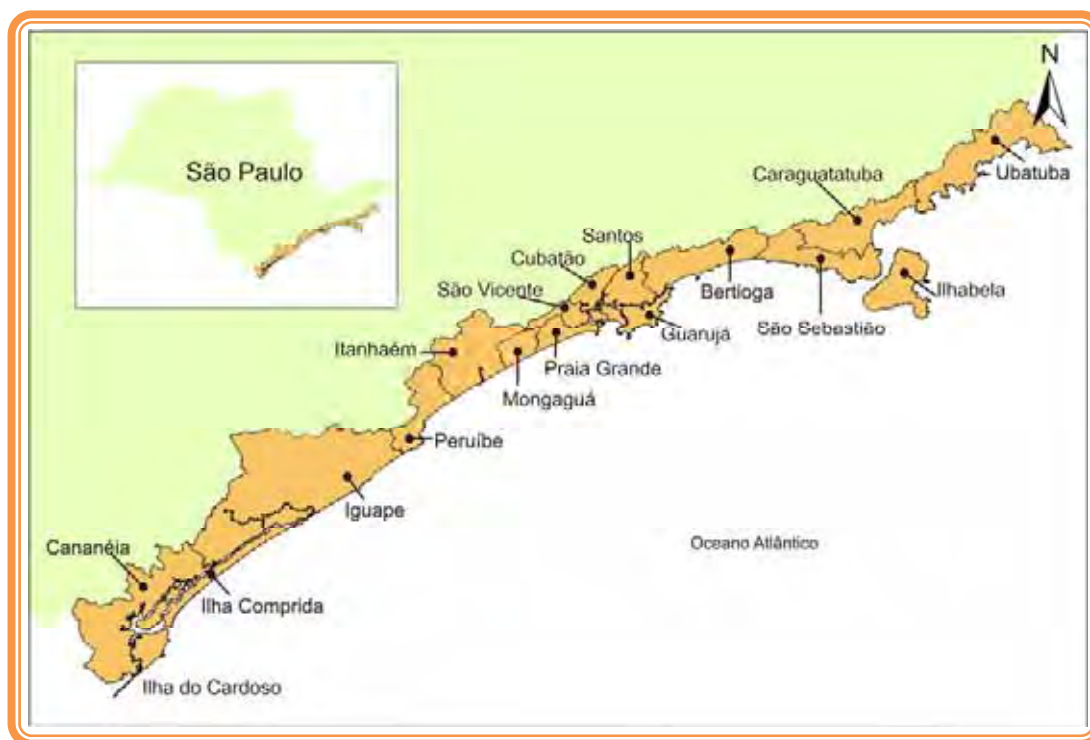 N
São Paulo
Ubatuba
Caraguatatuba
Santos
Cubatão
São Vicente
Bertioga
Ilhabela
São Sebastião
Guarujá
Itanhaém
Praia Grande
Mongaguá
Peruíbe
Iguape
Oceano Atlântico
Cananéia
Ilha Comprida
Ilha do Cardoso